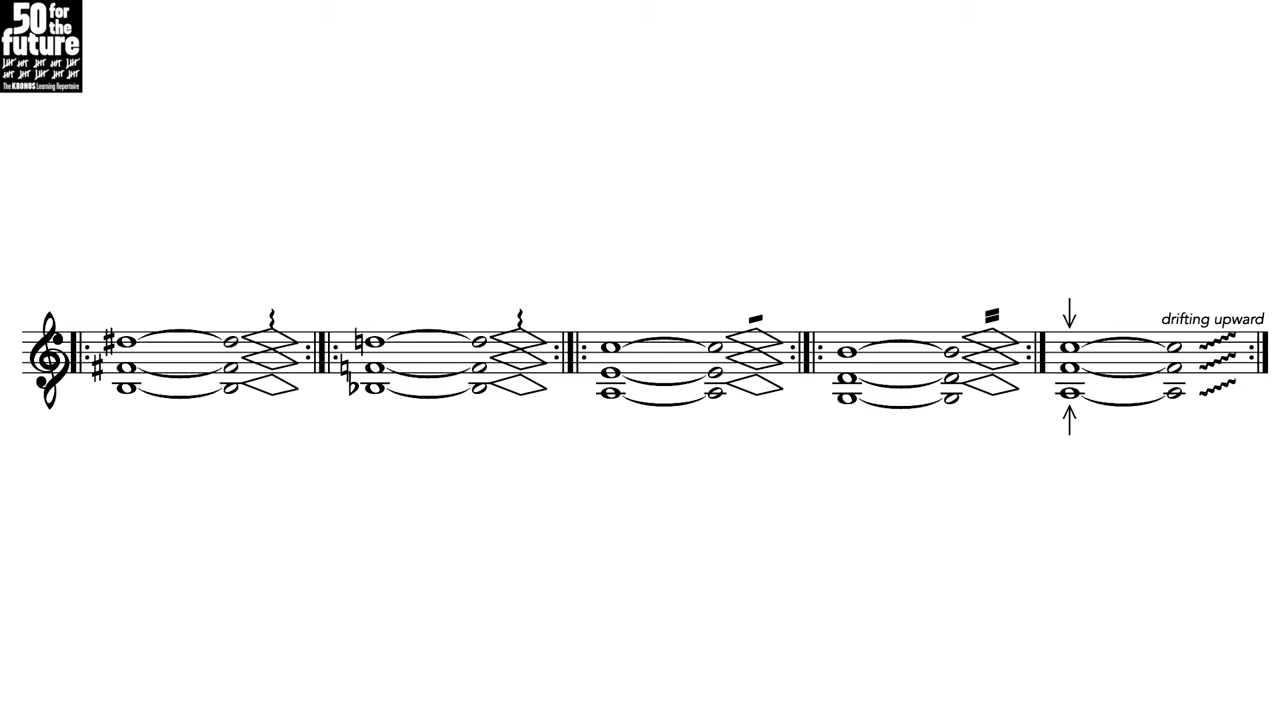 50 for
the
future
The KRONOS Learning Repertoire
drifting upward